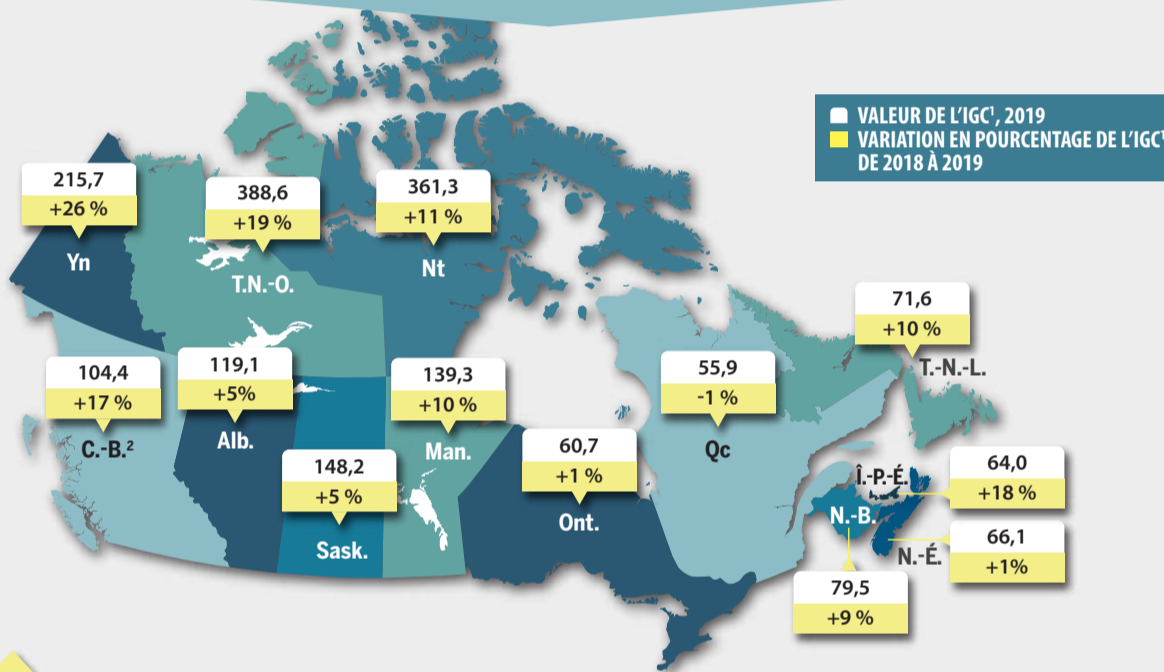 VALEUR DE L'IGC¹, 2019
VARIATION EN POURCENTAGE DE L'IGC¹
DE 2018 À 2019
215,7
+26 %
Yn
388,6
+19 %
T.N.-O.
361,3
+11 %
Nt
71,6
+10 %
T.-N.-L.
104,4
+17 %
C.-B.²
119,1
+5%
Alb.
148,2
+5 %
Sask.
139,3
+10 %
Man.
60,7
+1 %
Ont.
55,9
-1 %
Qc
Î.-P.-É.
64,0
+18 %
N.-B.
79,5
+9 %
N.-É.
66,1
+1%